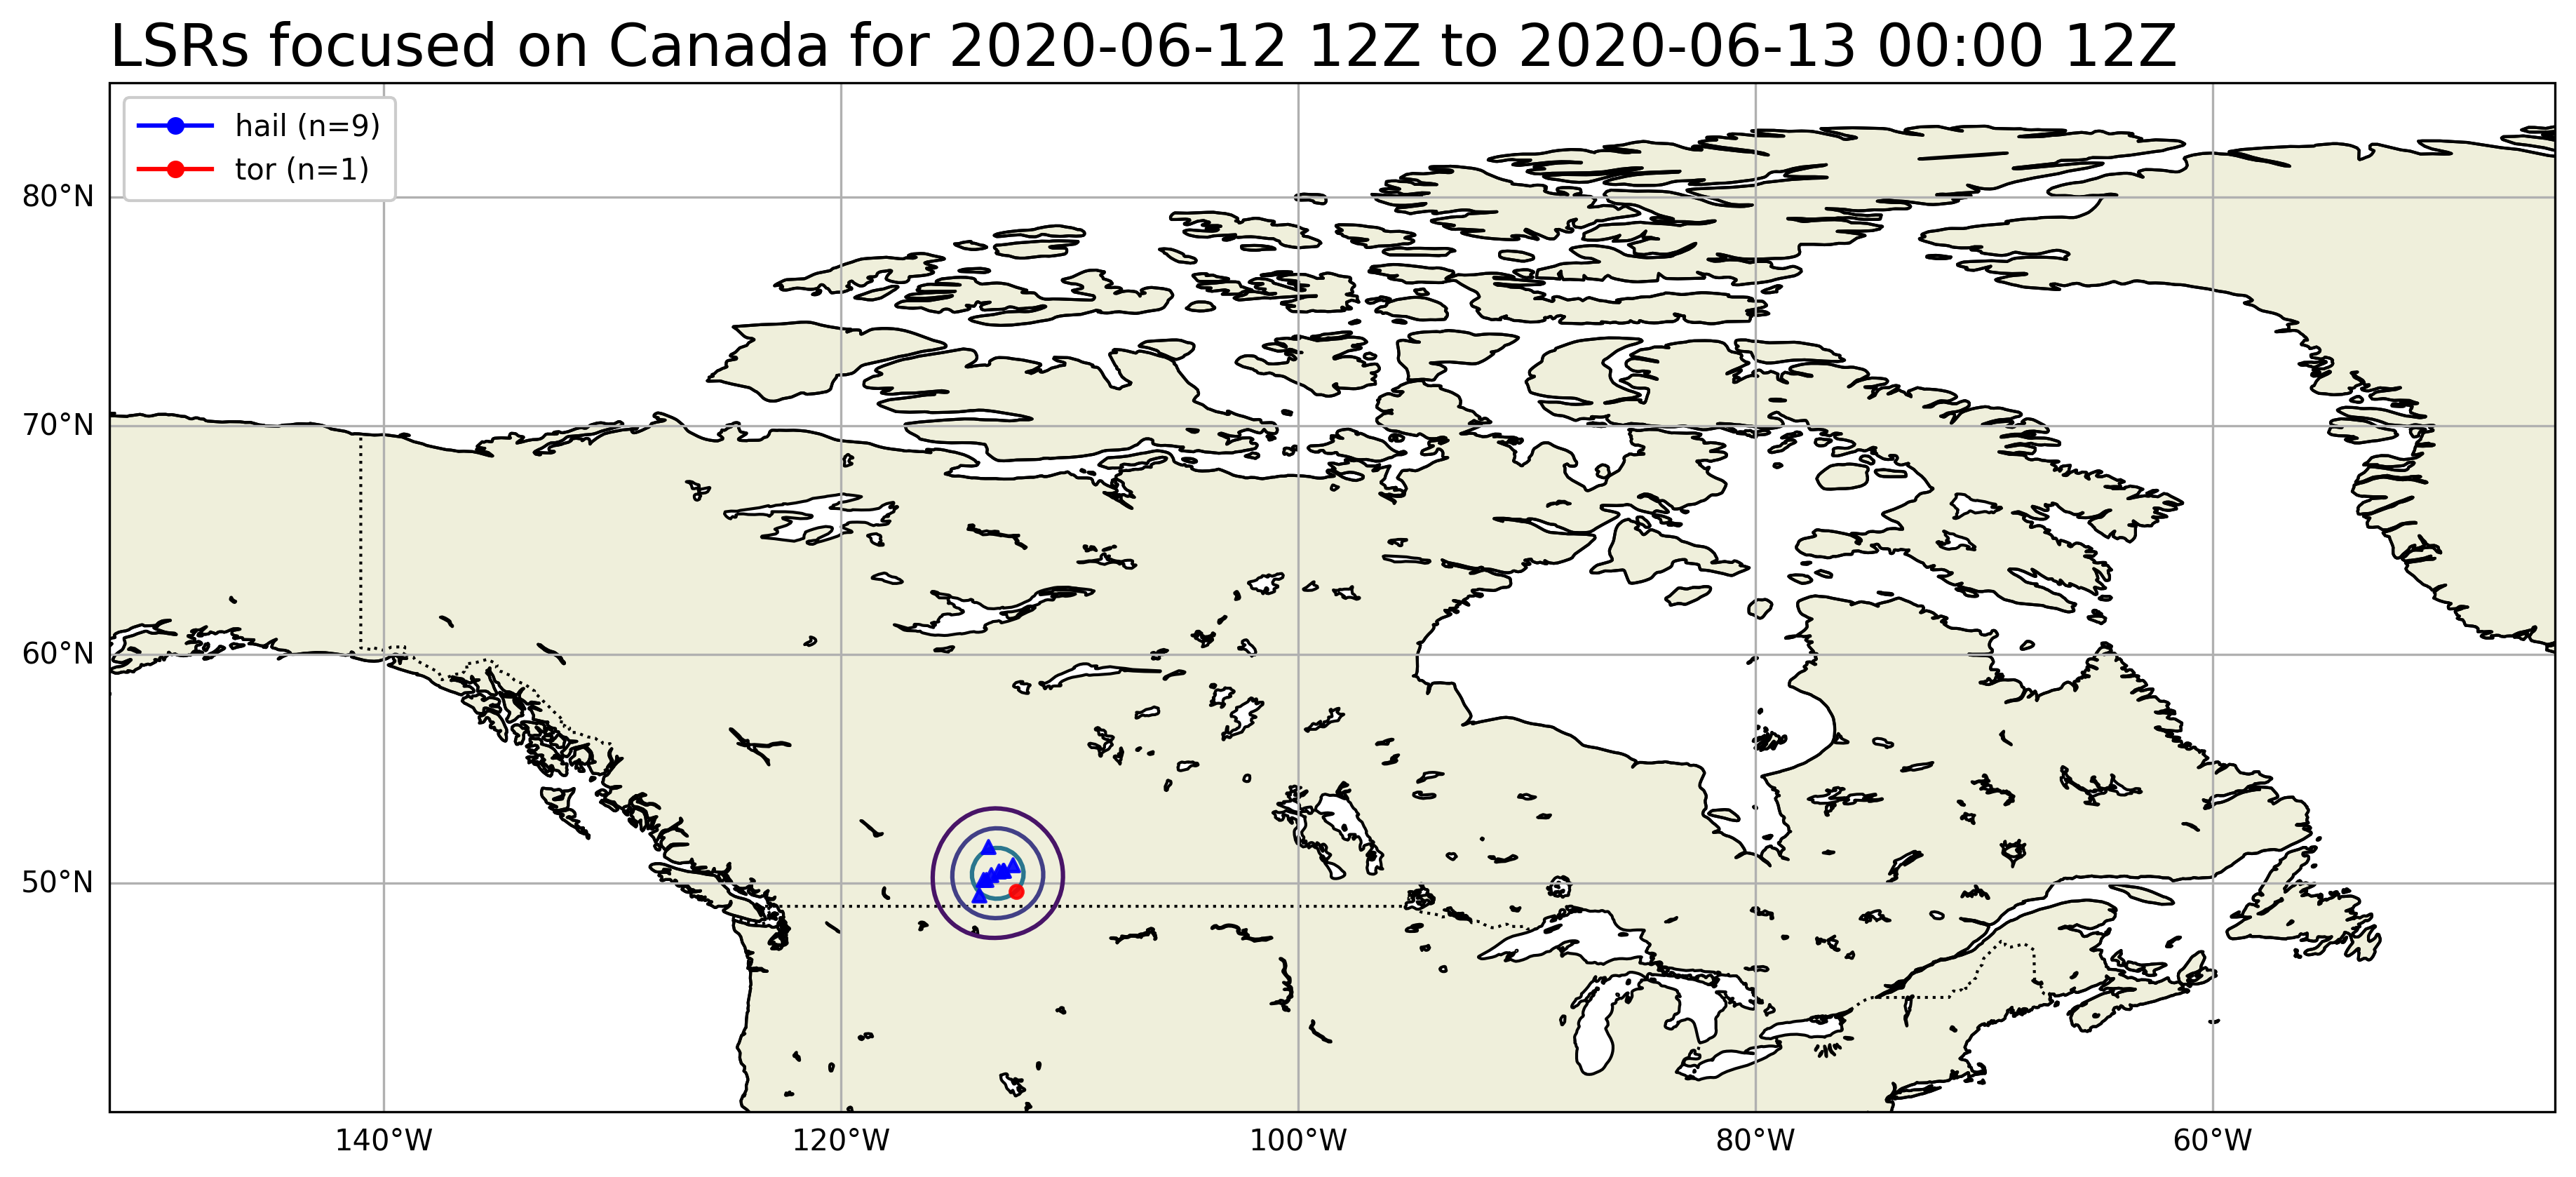 LSRs focused on Canada for 2020-06-12 12Z to 2020-06-13 00:00 12Z
hail (n=9)
tor (n=1)
80°N
70°N
60°N
50°N
140°W
120°W
100°W
80°W
60°W